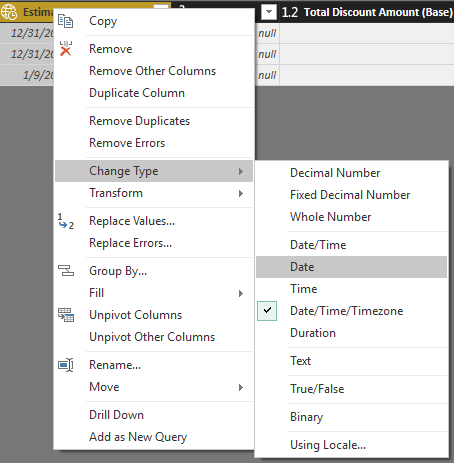 Estima
1.2 Total Discount Amount (Base)
12/31/20
null
12/31/20
null
1/9/20
null
Copy
Remove
Remove Other Columns
Duplicate Column
Remove Duplicates
Remove Errors
Change Type
Transform
Replace Values...
Replace Errors...
Group By...
Fill
Unpivot Columns
Unpivot Other Columns
Rename...
Move
Drill Down
Add as New Query
Decimal Number
Fixed Decimal Number
Whole Number
Date/Time
Date
Time
Date/Time/Timezone
Duration
Text
True/False
Binary
Using Locale...